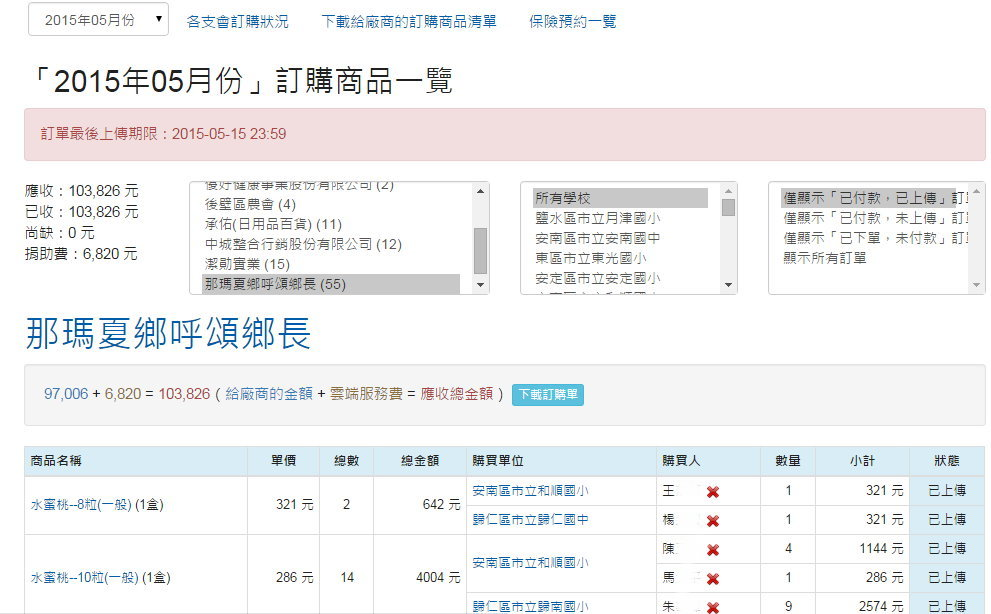 2015年05月份 各支會訂購狀況 下載給廠商的訂購商品清單 保險預約一覽
「2015年05月份」訂購商品一覽
訂單最後上傳期限：2015-05-15 23:59
應收：103,826 元
已收：103,826 元
尚缺：0 元
捐助費：6,820 元
優好健康事業股份有限公司 (2)
後壁區農會 (4)
承佑(日用品百貨) (11)
中城整合行銷股份有限公司 (12)
潔勛實業 (15)
那瑪夏鄉呼頌鄉長 (55)
所有學校
鹽水區市立月津國小
安南區市立安南國中
東區市立東光國小
安定區市立安定國小
僅顯示「已付款，已上傳」訂
僅顯示「已付款，未上傳」訂
僅顯示「已下單，未付款」訂
顯示所有訂單
那瑪夏鄉呼頌鄉長
97,006 + 6,820 = 103,826 ( 給廠商的金額 + 雲端服務費 = 應收總金額 ) 下載訂購單
商品名稱 單價 總數 總金額 購買單位 購買人 數量 小計 狀態
水蜜桃--8粒(一般) (1盒) 321 元 2 642 元 安南區市立和順國小 王 1 321 元 已上傳
歸仁區市立歸仁國中 楊 1 321 元 已上傳
水蜜桃--10粒(一般) (1盒) 286 元 14 4004 元 安南區市立和順國小 陳 4 1144 元 已上傳
馬 1 286 元 已上傳
歸仁區市立歸南國小 朱 9 2574 元 已上傳